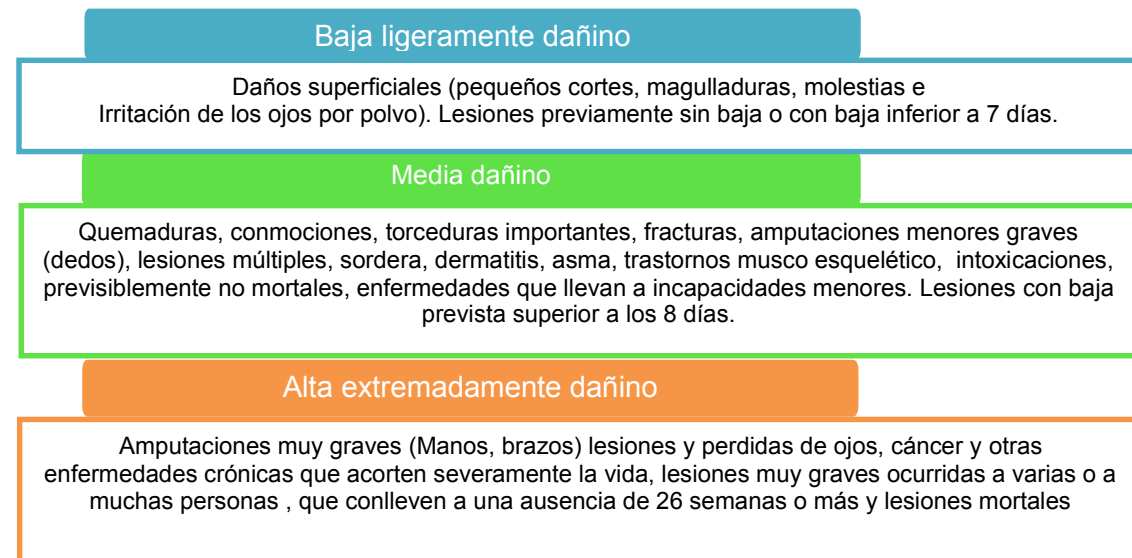 Baja ligeramente dañino
Daños superficiales (pequeños cortes, magulladuras, molestias e
Irritación de los ojos por polvo). Lesiones previamente sin baja o con baja inferior a 7 días.
Media dañino
Quemaduras, conmociones, torceduras importantes, fracturas, amputaciones menores graves
(dedos), lesiones múltiples, sordera, dermatitis, asma, trastornos musco esquelético, intoxicaciones,
previsiblemente no mortales, enfermedades que llevan a incapacidades menores. Lesiones con baja
prevista superior a los 8 días.
Alta extremadamente dañino
Amputaciones muy graves (Manos, brazos) lesiones y perdidas de ojos, cáncer y otras
enfermedades crónicas que acorten severamente la vida, lesiones muy graves ocurridas a varias o a
muchas personas , que conlleven a una ausencia de 26 semanas o más y lesiones mortales